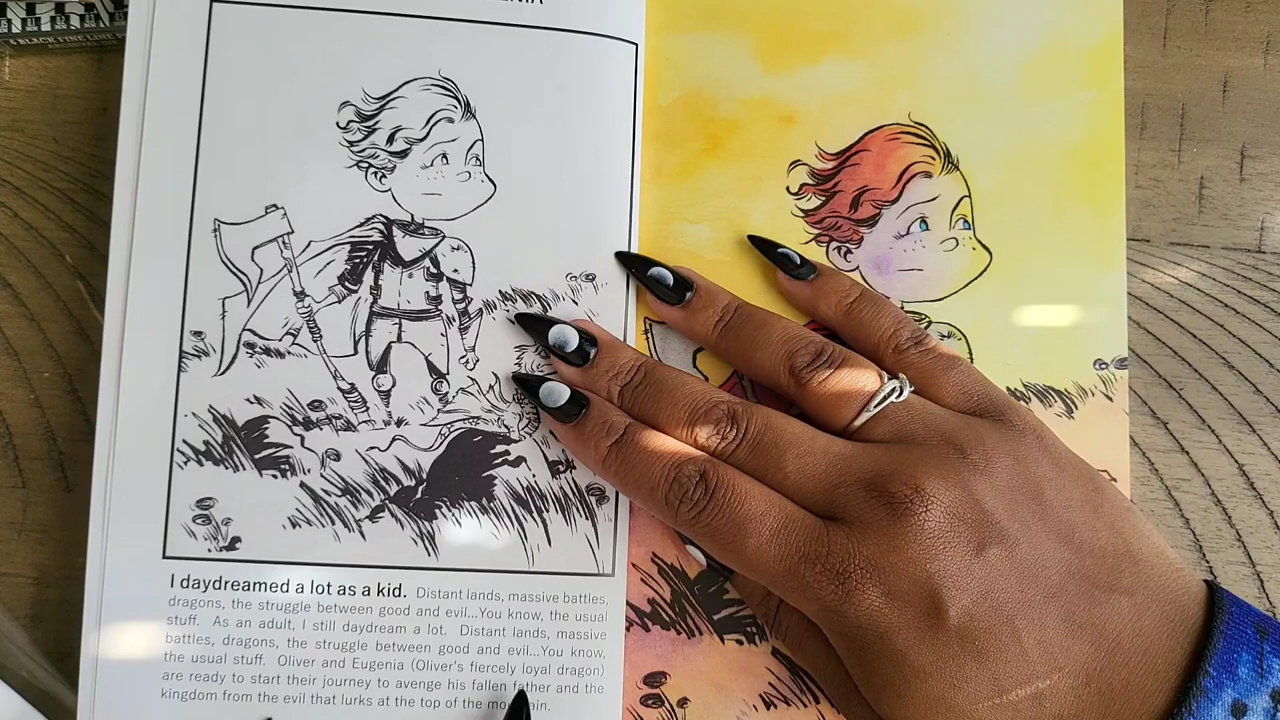 BLACK FINE LINE
I daydreamed a lot as a kid. Distant lands, massive battles,
dragons, the struggle between good and evil...You know, the usual
stuff. As an adult, I still daydream a lot. Distant lands, massive
battles, dragons, the struggle between good and evil...You know,
the usual stuff. Oliver and Eugenia (Oliver's fiercely loyal dragon)
are ready to start their journey to avenge his fallen father and the
kingdom from the evil that lurks at the top of the